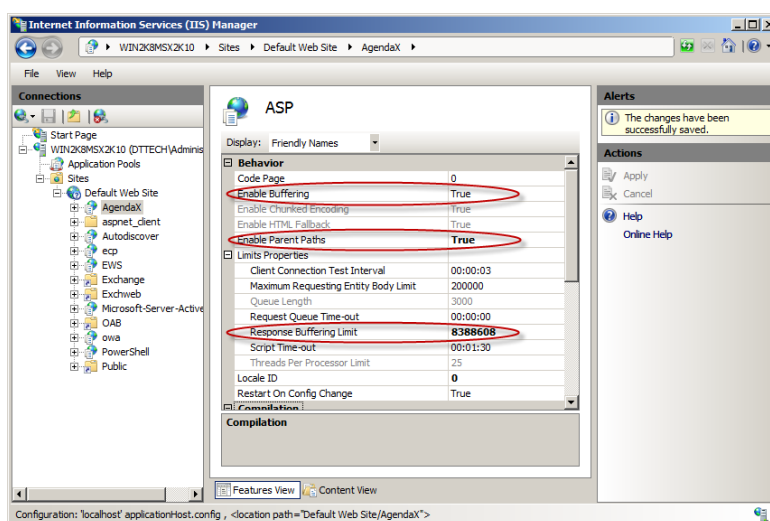 Internet Information Services (IIS) Manager
WIN2K8MSX2K10 Sites Default Web Site AgendaX
File View Help
Connections
Start Page
WIN2K8MSX2K10 (DTTECH\Adminis
Application Pools
Sites
Default Web Site
AgendaX
aspnet_client
Autodiscover
ecp
EWS
Exchange
Exchweb
Microsoft-Server-Active
OAB
owa
PowerShell
Public
ASP
Display: Friendly Names
Behavior
Code Page 0
Enable Buffering True
Enable Chunked Encoding True
Enable HTML Fallback True
Enable Parent Paths True
Limits Properties
Client Connection Test Interval 00:00:03
Maximum Requesting Entity Body Limit 200000
Queue Length 3000
Request Queue Time-out 00:00:00
Response Buffering Limit 8388608
Script Time-out 00:01:30
Threads Per Processor Limit 25
Locale ID 0
Restart On Config Change True
Compilation
Compilation
Features View Content View
Alerts
The changes have been
successfully saved.
Actions
Apply
Cancel
Help
Online Help
Configuration: 'localhost' applicationHost.config , <location path="Default Web Site/AgendaX">